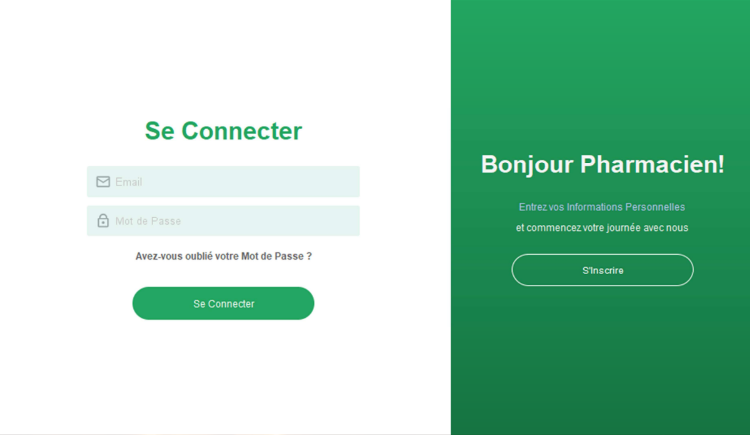 Se Connecter
Email
Mot de Passe
Avez-vous oublié votre Mot de Passe ?
Se Connecter
Bonjour Pharmacien!
Entrez vos Informations Personnelles
et commencez votre journée avec nous
S'Inscrire